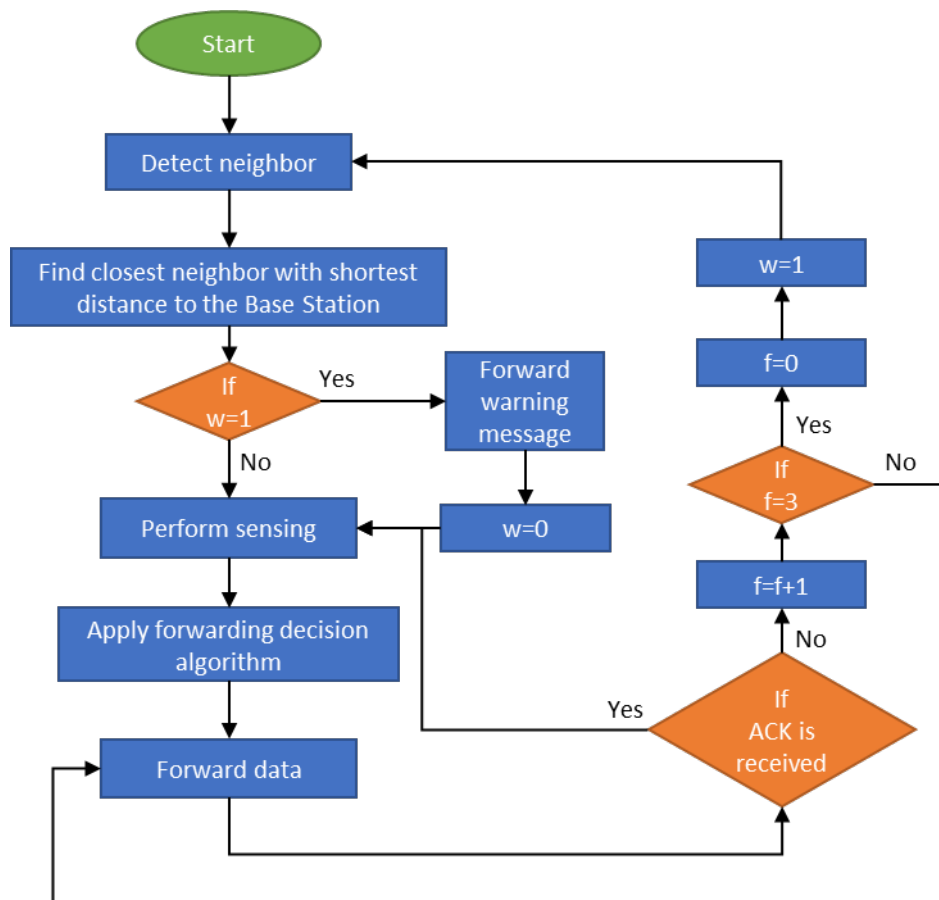 Start
Detect neighbor
Find closest neighbor with shortest
distance to the Base Station
If
w=1
Yes
No
Forward
warning
message
w=0
Perform sensing
Apply forwarding decision
algorithm
Forward data
If
ACK is
received
Yes
No
f=f+1
If
f=3
Yes
No
f=0
w=1